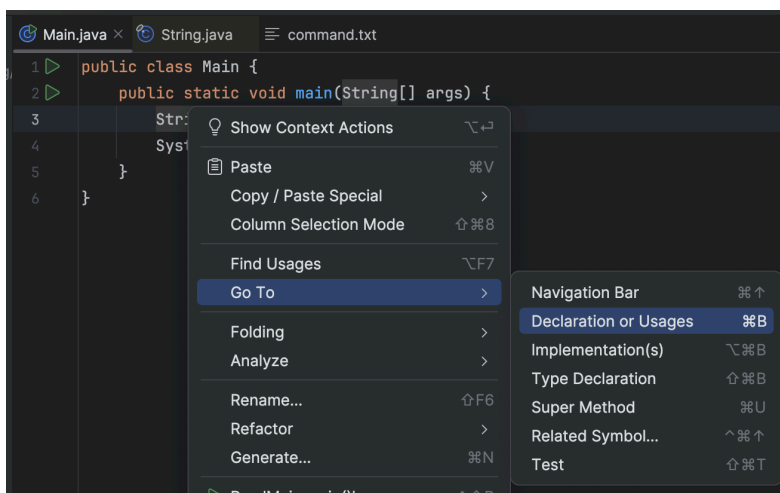 Main.java × String.java command.txt
1 public class Main {
2 public static void main(String[] args) {
3 Stri
4 Syst
5 }
6 }
Show Context Actions ⌥⏎
Paste ⌘V
Copy / Paste Special >
Column Selection Mode ⇧⌘8
Find Usages ⌥F7
Go To >
Folding >
Analyze >
Rename... ⇧F6
Refactor >
Generate... ⌘N
Navigation Bar ⌘↑
Declaration or Usages ⌘B
Implementation(s) ⌥⌘B
Type Declaration ⇧⌘B
Super Method ⌘U
Related Symbol... ^⌘↑
Test ⇧⌘T